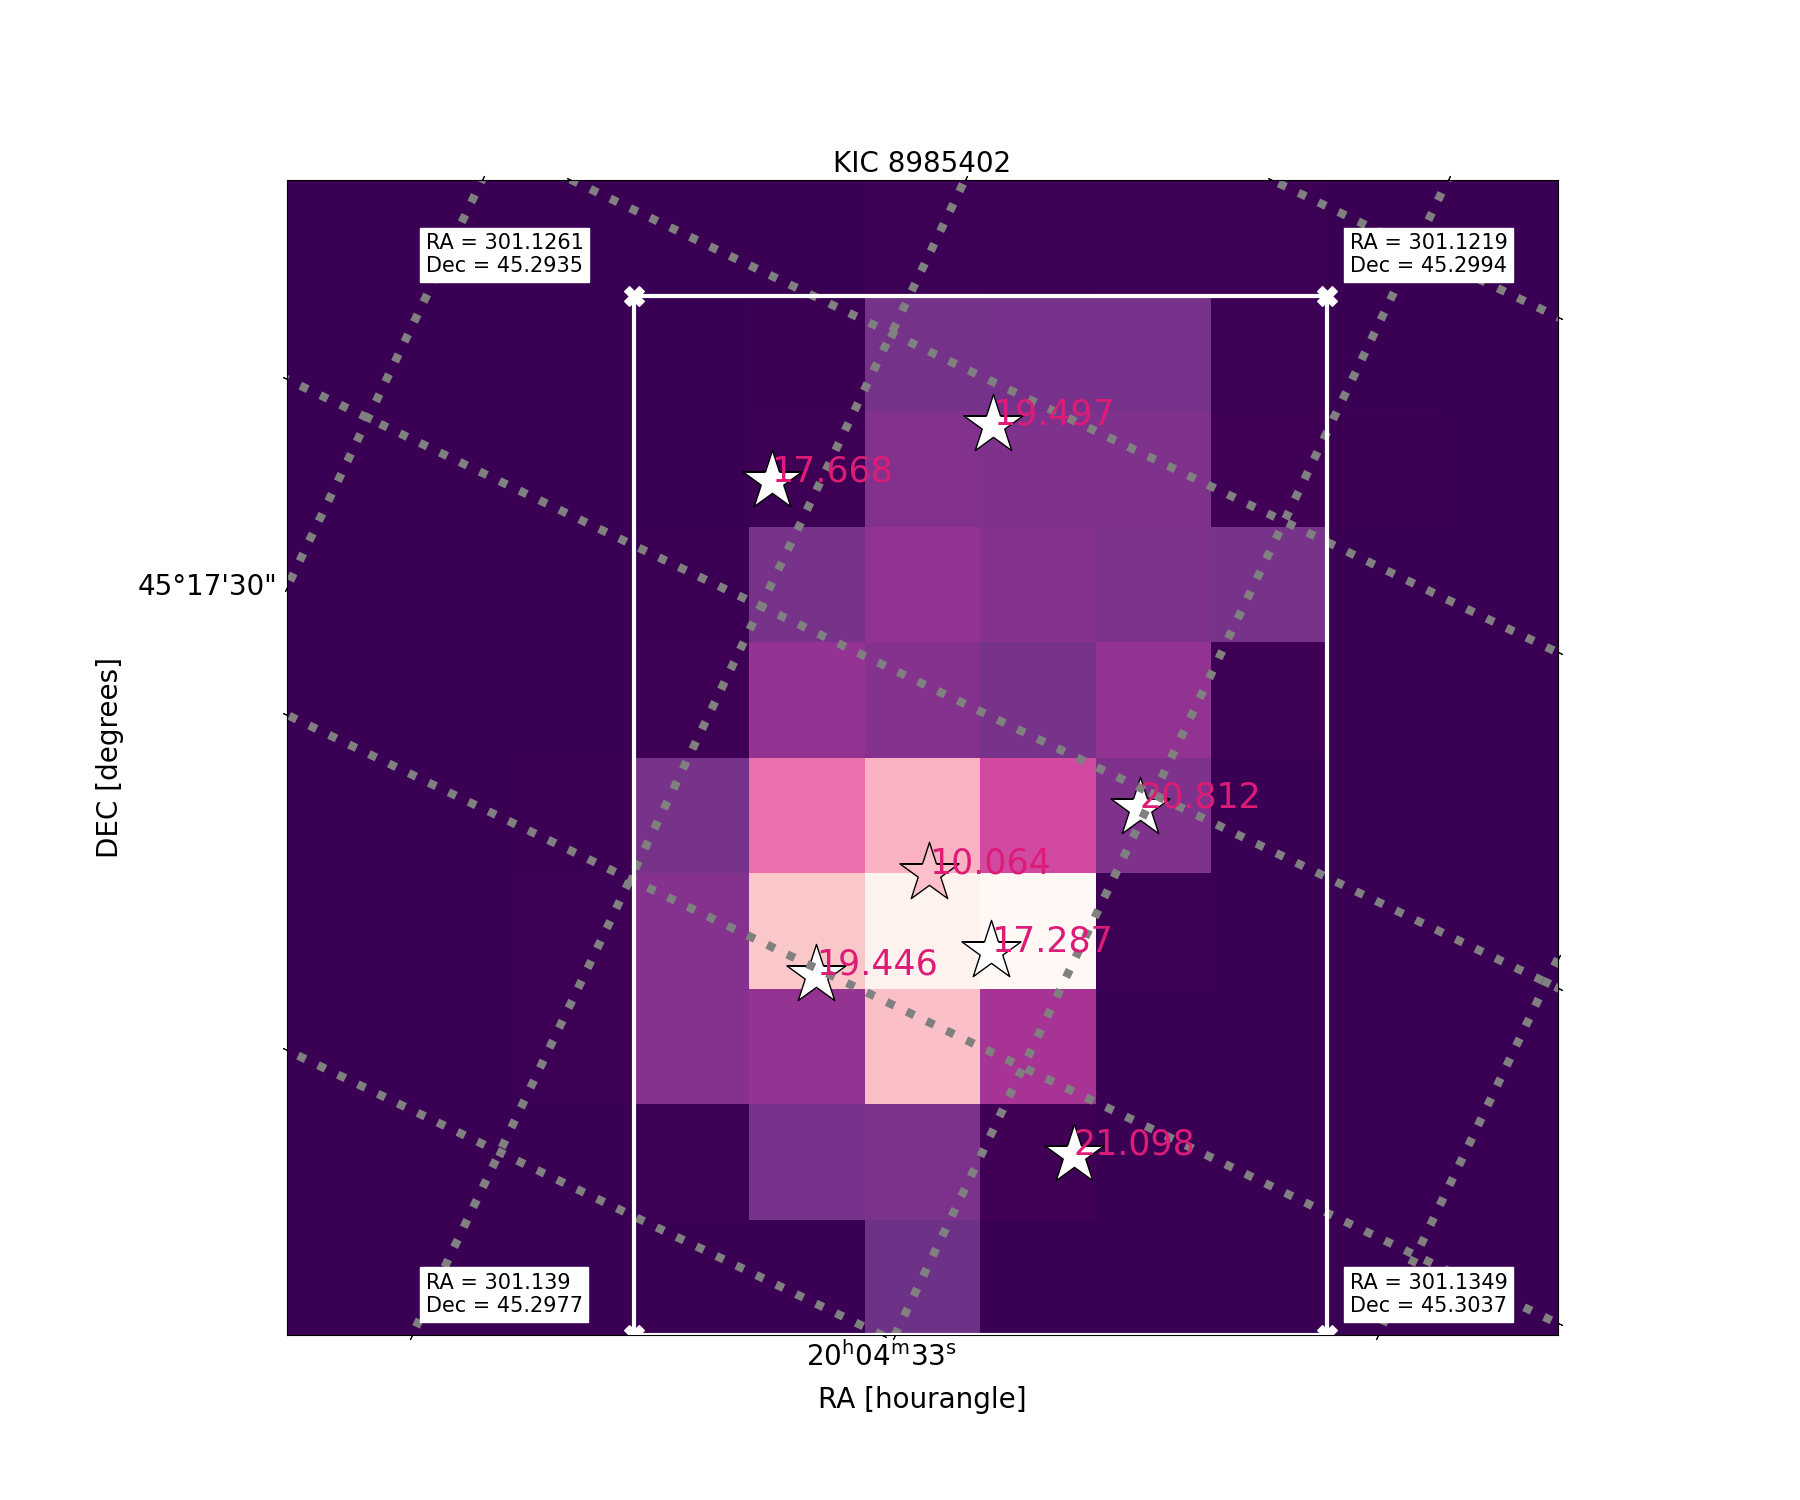 KIC 8985402
RA = 301.1261
Dec = 45.2935
RA = 301.1219
Dec = 45.2994
19.497
17.668
45°17'30"
DEC [degrees]
20.812
10.064
17.287
19.446
21.098
RA = 301.139
Dec = 45.2977
RA = 301.1349
Dec = 45.3037
20h04m33s
RA [hourangle]